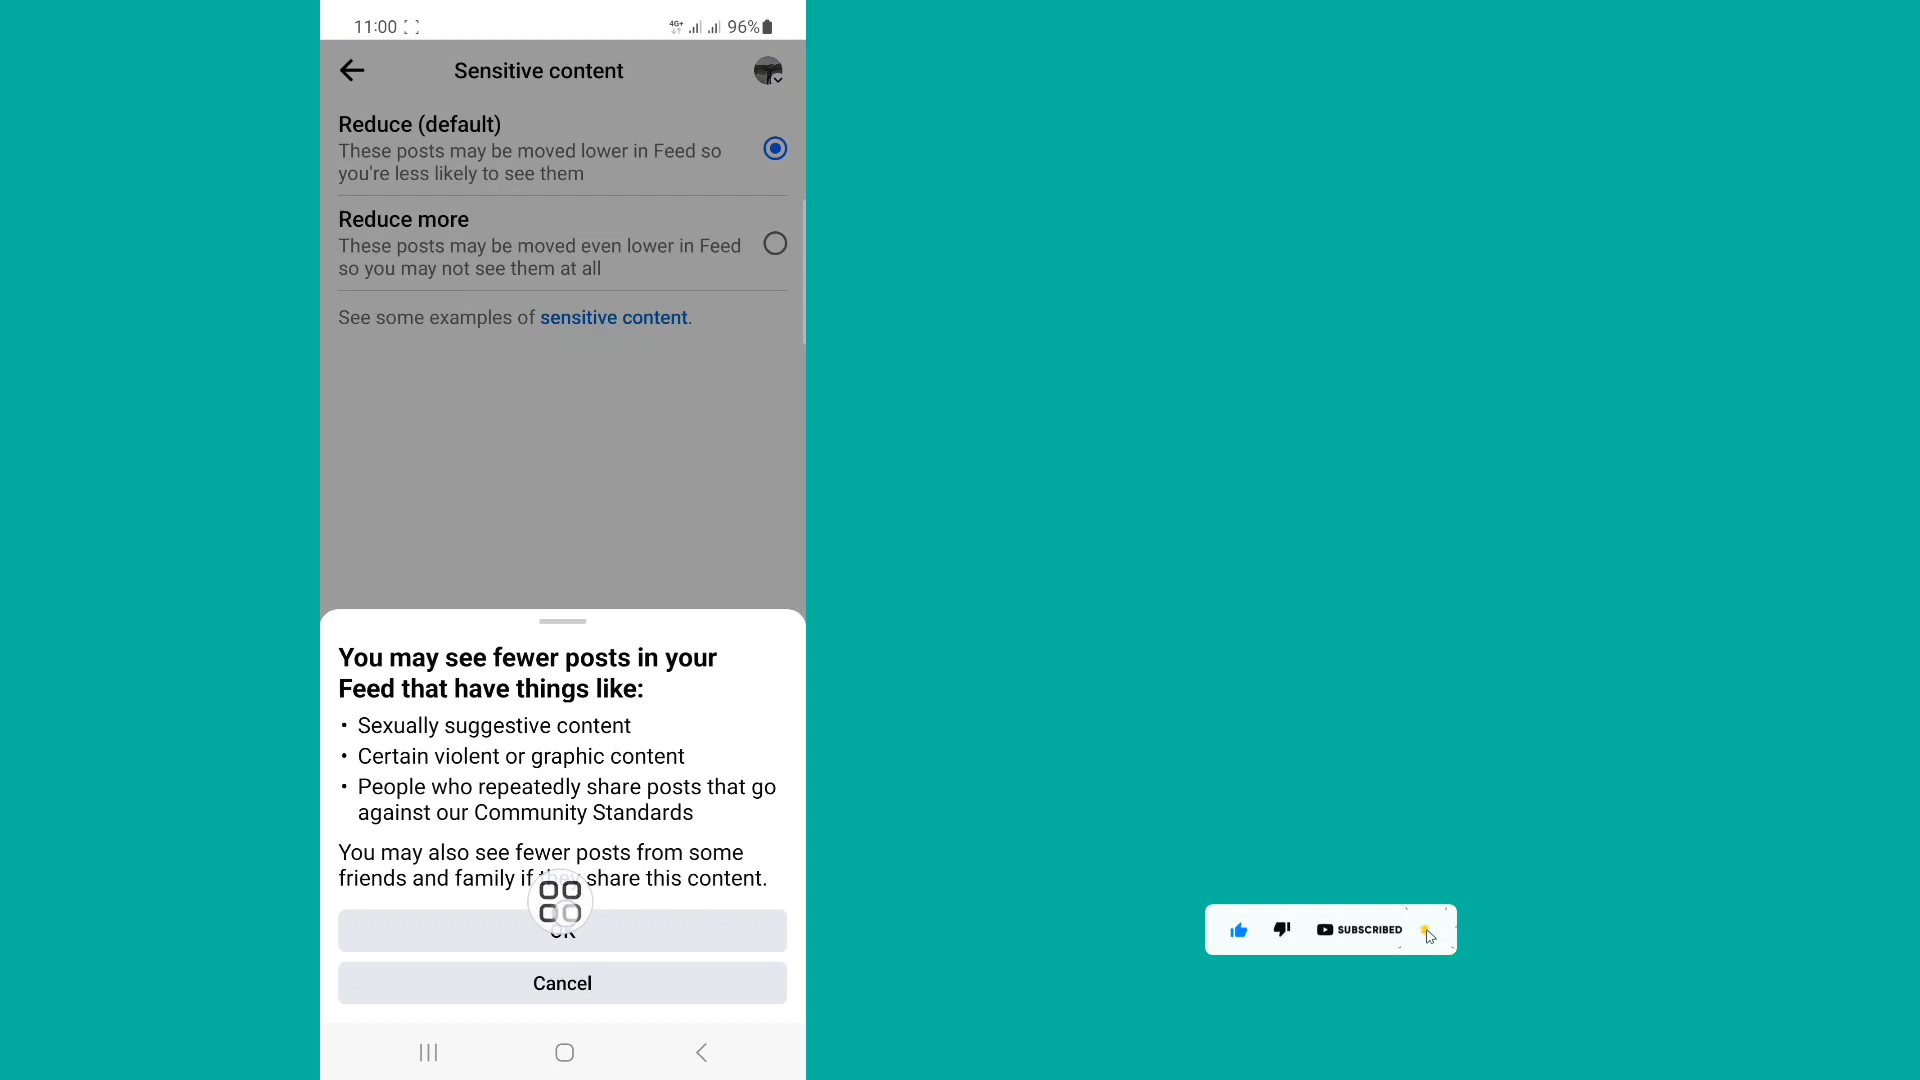 11:00
4G+ 96%
Sensitive content
Reduce (default)
These posts may be moved lower in Feed so
you're less likely to see them
Reduce more
These posts may be moved even lower in Feed
so you may not see them at all
See some examples of sensitive content.
You may see fewer posts in your
Feed that have things like:
• Sexually suggestive content
• Certain violent or graphic content
• People who repeatedly share posts that go
against our Community Standards
You may also see fewer posts from some
friends and family if they share this content.
OK
Cancel
SUBSCRIBED